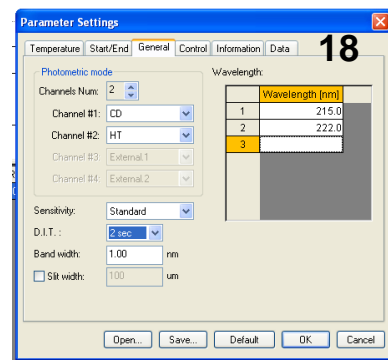 Parameter Settings
Temperature Start/End General Control Information Data
18
Photometric mode
Channels Num: 2
Channel #1: CD
Channel #2: HT
Channel #3: External.1
Channel #4: External.2
Sensitivity: Standard
D.I.T. : 2 sec
Band width: 1.00 nm
Slit width: 100 um
Wavelength:
Wavelength [nm]
1 215.0
2 222.0
3
Open... Save... Default OK Cancel